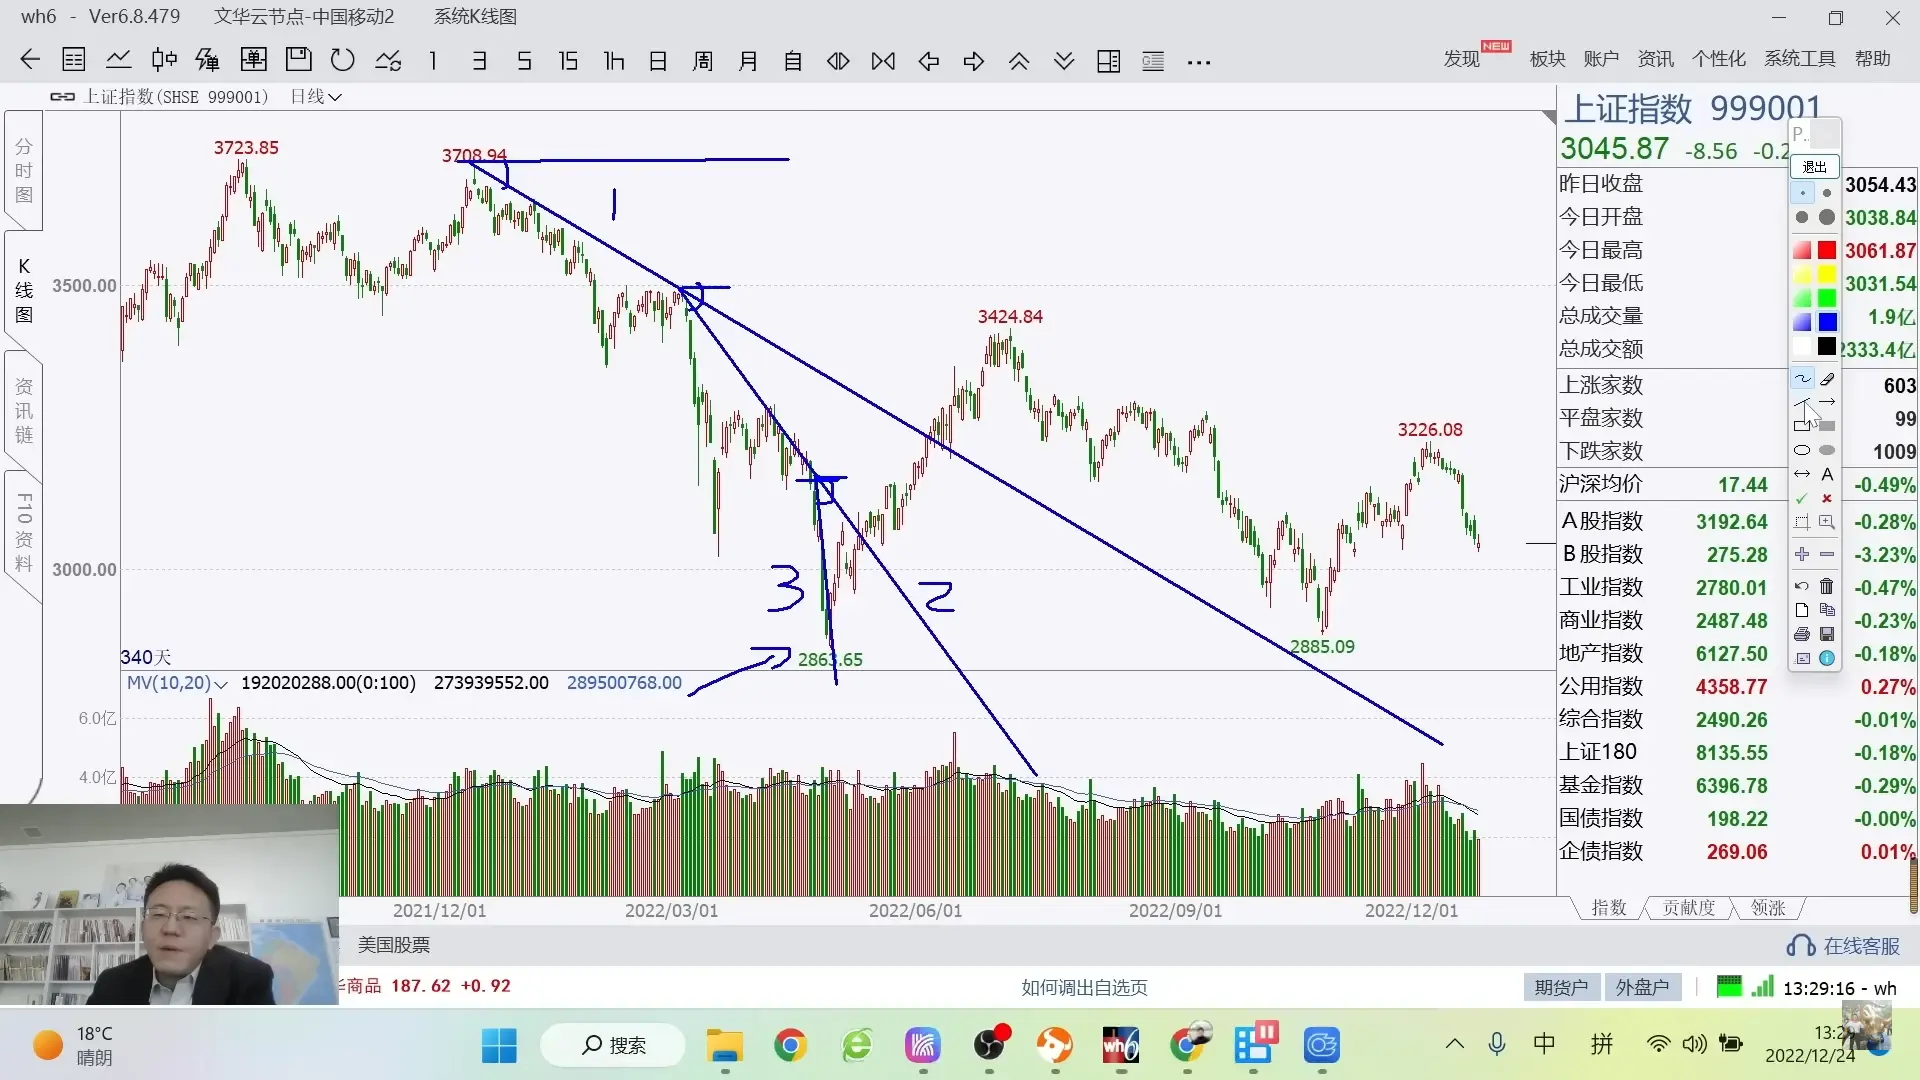 wh6 - Ver6.8.479 文华云节点-中国移动2 系统K线图
单 单 1 3 5 15 1h 日 周 月 自 ...
发现 NEW 板块 账户 资讯 个性化 系统工具 帮助
上证指数(SHSE 999001) 日线
分时图
K线图
资讯链
F10资料
3723.85
3708.94
1
3500.00
3424.84
3226.08
3000.00
3
2
2885.09
340天
2863.65
MV(10,20) 192020288.00(0:100) 273939552.00 289500768.00
6.0亿
4.0亿
2021/12/01 2022/03/01 2022/06/01 2022/09/01 2022/12/01
上证指数 999001
3045.87 -8.56 -0.2
P..
退出
A
昨日收盘 3054.43
今日开盘 3038.84
今日最高 3061.87
今日最低 3031.54
总成交量 1.9亿
总成交额 2333.4亿
上涨家数 603
平盘家数 99
下跌家数 1009
沪深均价 17.44 -0.49%
A股指数 3192.64 -0.28%
B股指数 275.28 -3.23%
工业指数 2780.01 -0.47%
商业指数 2487.48 -0.23%
地产指数 6127.50 -0.18%
公用指数 4358.77 0.27%
综合指数 2490.26 -0.01%
上证180 8135.55 -0.18%
基金指数 6396.78 -0.29%
国债指数 198.22 -0.00%
企债指数 269.06 0.01%
指数 贡献度 领涨
美国股票
在线客服
商品 187.62 +0.92
如何调出自选页
期货户 外盘户 13:29:16 - wh
18°C
晴朗
搜索
wh6
中 拼
13:2
2022/12/24